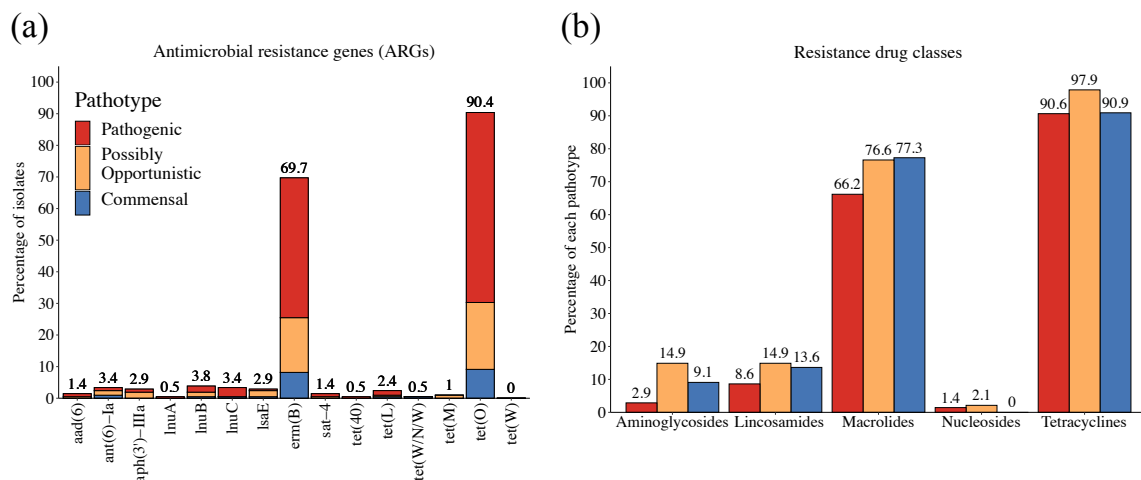 (a)
Antimicrobial resistance genes (ARGs)
Percentage of isolates
100
90
80
70
60
50
40
30
20
10
0
Pathotype
Pathogenic
Possibly
Opportunistic
Commensal
1.4
3.4
2.9
0.5
3.8
3.4
2.9
69.7
1.4
0.5
2.4
0.5
1
90.4
0
aad(6)
ant(6)−Ia
aph(3')−IIIa
lnuA
lnuB
lnuC
lsaE
erm(B)
sat−4
tet(40)
tet(L)
tet(W/N/W)
tet(M)
tet(O)
tet(W)
(b)
Resistance drug classes
Percentage of each pathotype
100
90
80
70
60
50
40
30
20
10
0
2.9
14.9
9.1
8.6
14.9
13.6
66.2
76.6
77.3
1.4
2.1
0
90.6
97.9
90.9
Aminoglycosides
Lincosamides
Macrolides
Nucleosides
Tetracyclines